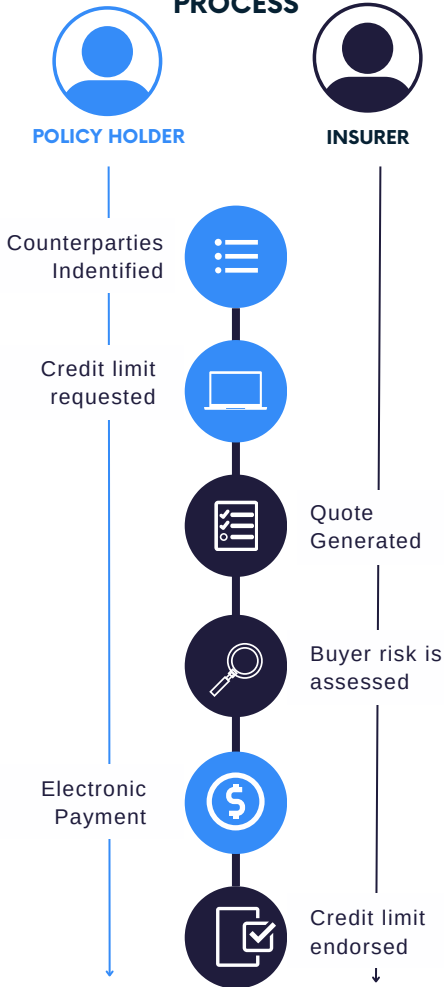 PROCESS
POLICY HOLDER
INSURER
Counterparties
Indentified
Credit limit
requested
Quote
Generated
Buyer risk is
assessed
Electronic
Payment
Credit limit
endorsed